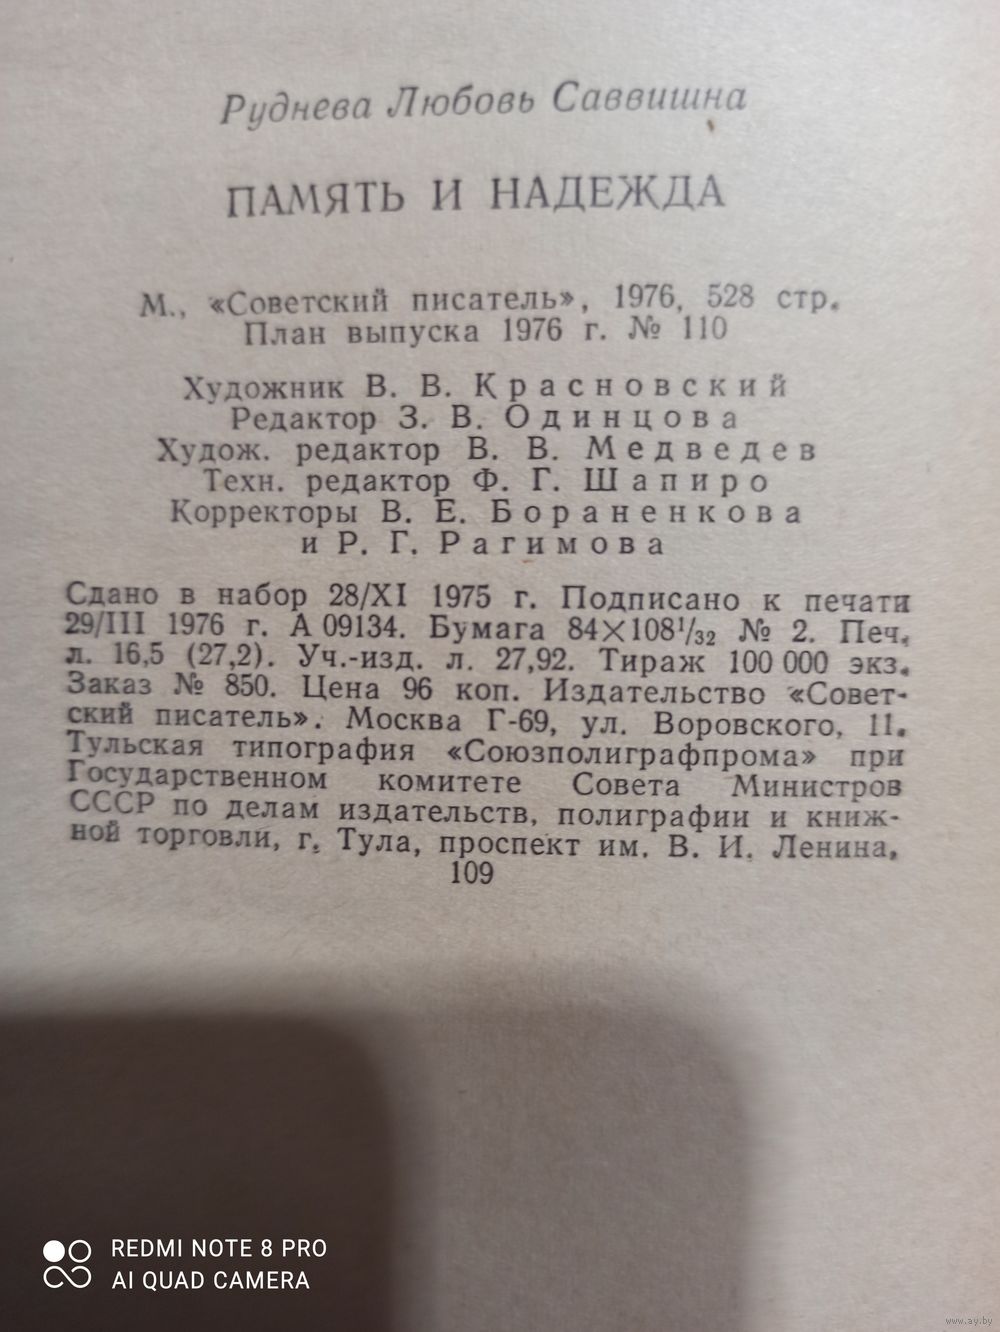 Руднева Любовь Саввишна
ПАМЯТЬ И НАДЕЖДА
М., «Советский писатель», 1976, 528 стр.
План выпуска 1976 г. № 110
Художник В. В. Красновский
Редактор З. В. Одинцова
Худож. редактор В. В. Медведев
Техн. редактор Ф. Г. Шапиро
Корректоры В. Е. Бораненкова
и Р. Г. Рагимова
Сдано в набор 28/XI 1975 г. Подписано к печати
29/III 1976 г. А 09134. Бумага 84×108¹/₃₂ № 2. Печ.
л. 16,5 (27,2). Уч.-изд. л. 27,92. Тираж 100 000 экз.
Заказ № 850. Цена 96 коп. Издательство «Совет-
ский писатель». Москва Г-69, ул. Воровского, 11.
Тульская типография «Союзполиграфпрома» при
Государственном комитете Совета Министров
СССР по делам издательств, полиграфии и книж-
ной торговли, г. Тула, проспект им. В. И. Ленина,
109
REDMI NOTE 8 PRO
AI QUAD CAMERA
www.ay.by